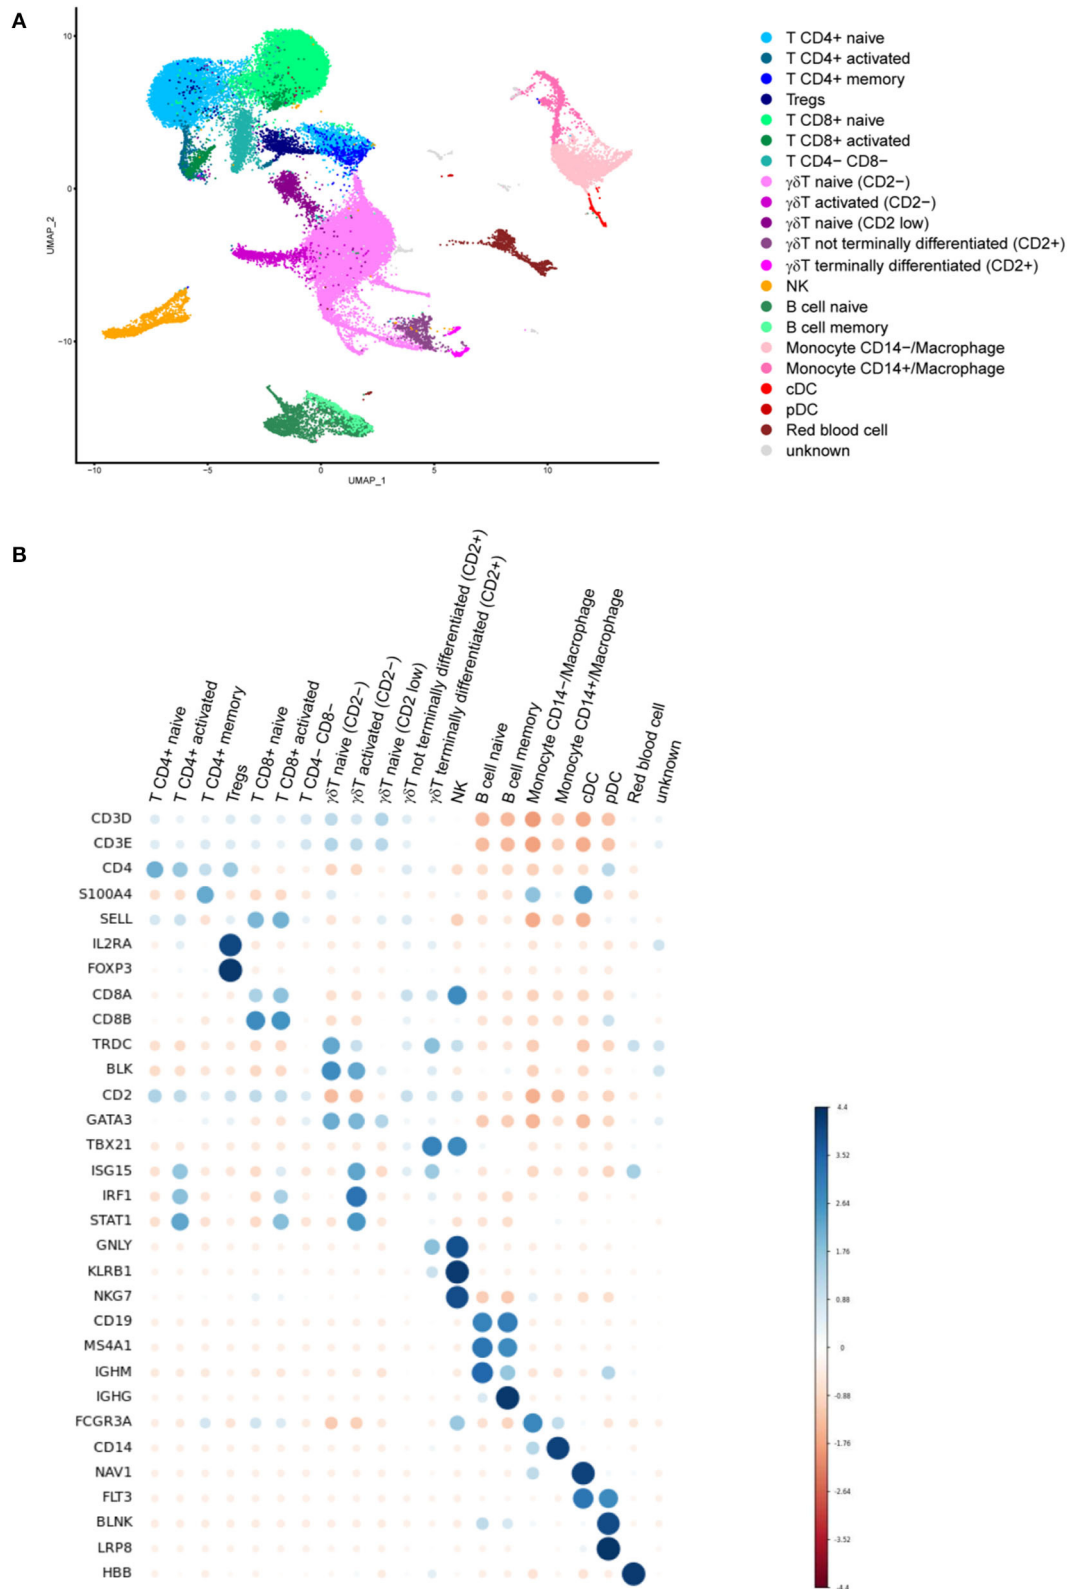 A
10
0
−10
−10
−5
0
5
10
UMAP_1
UMAP_2
T CD4+ naive
T CD4+ activated
T CD4+ memory
Tregs
T CD8+ naive
T CD8+ activated
T CD4− CD8−
γδT naive (CD2−)
γδT activated (CD2−)
γδT naive (CD2 low)
γδT not terminally differentiated (CD2+)
γδT terminally differentiated (CD2+)
NK
B cell naive
B cell memory
Monocyte CD14−/Macrophage
Monocyte CD14+/Macrophage
cDC
pDC
Red blood cell
unknown
B
T CD4+ naive
T CD4+ activated
T CD4+ memory
Tregs
T CD8+ naive
T CD8+ activated
T CD4− CD8−
γδT naive (CD2−)
γδT activated (CD2−)
γδT naive (CD2 low)
γδT not terminally differentiated (CD2+)
γδT terminally differentiated (CD2+)
NK
B cell naive
B cell memory
Monocyte CD14−/Macrophage
Monocyte CD14+/Macrophage
cDC
pDC
Red blood cell
unknown
CD3D
CD3E
CD4
S100A4
SELL
IL2RA
FOXP3
CD8A
CD8B
TRDC
BLK
CD2
GATA3
TBX21
ISG15
IRF1
STAT1
GNLY
KLRB1
NKG7
CD19
MS4A1
IGHM
IGHG
FCGR3A
CD14
NAV1
FLT3
BLNK
LRP8
HBB
4.4
3.52
2.64
1.76
0.88
0
-0.88
-1.76
-2.64
-3.52
-4.4